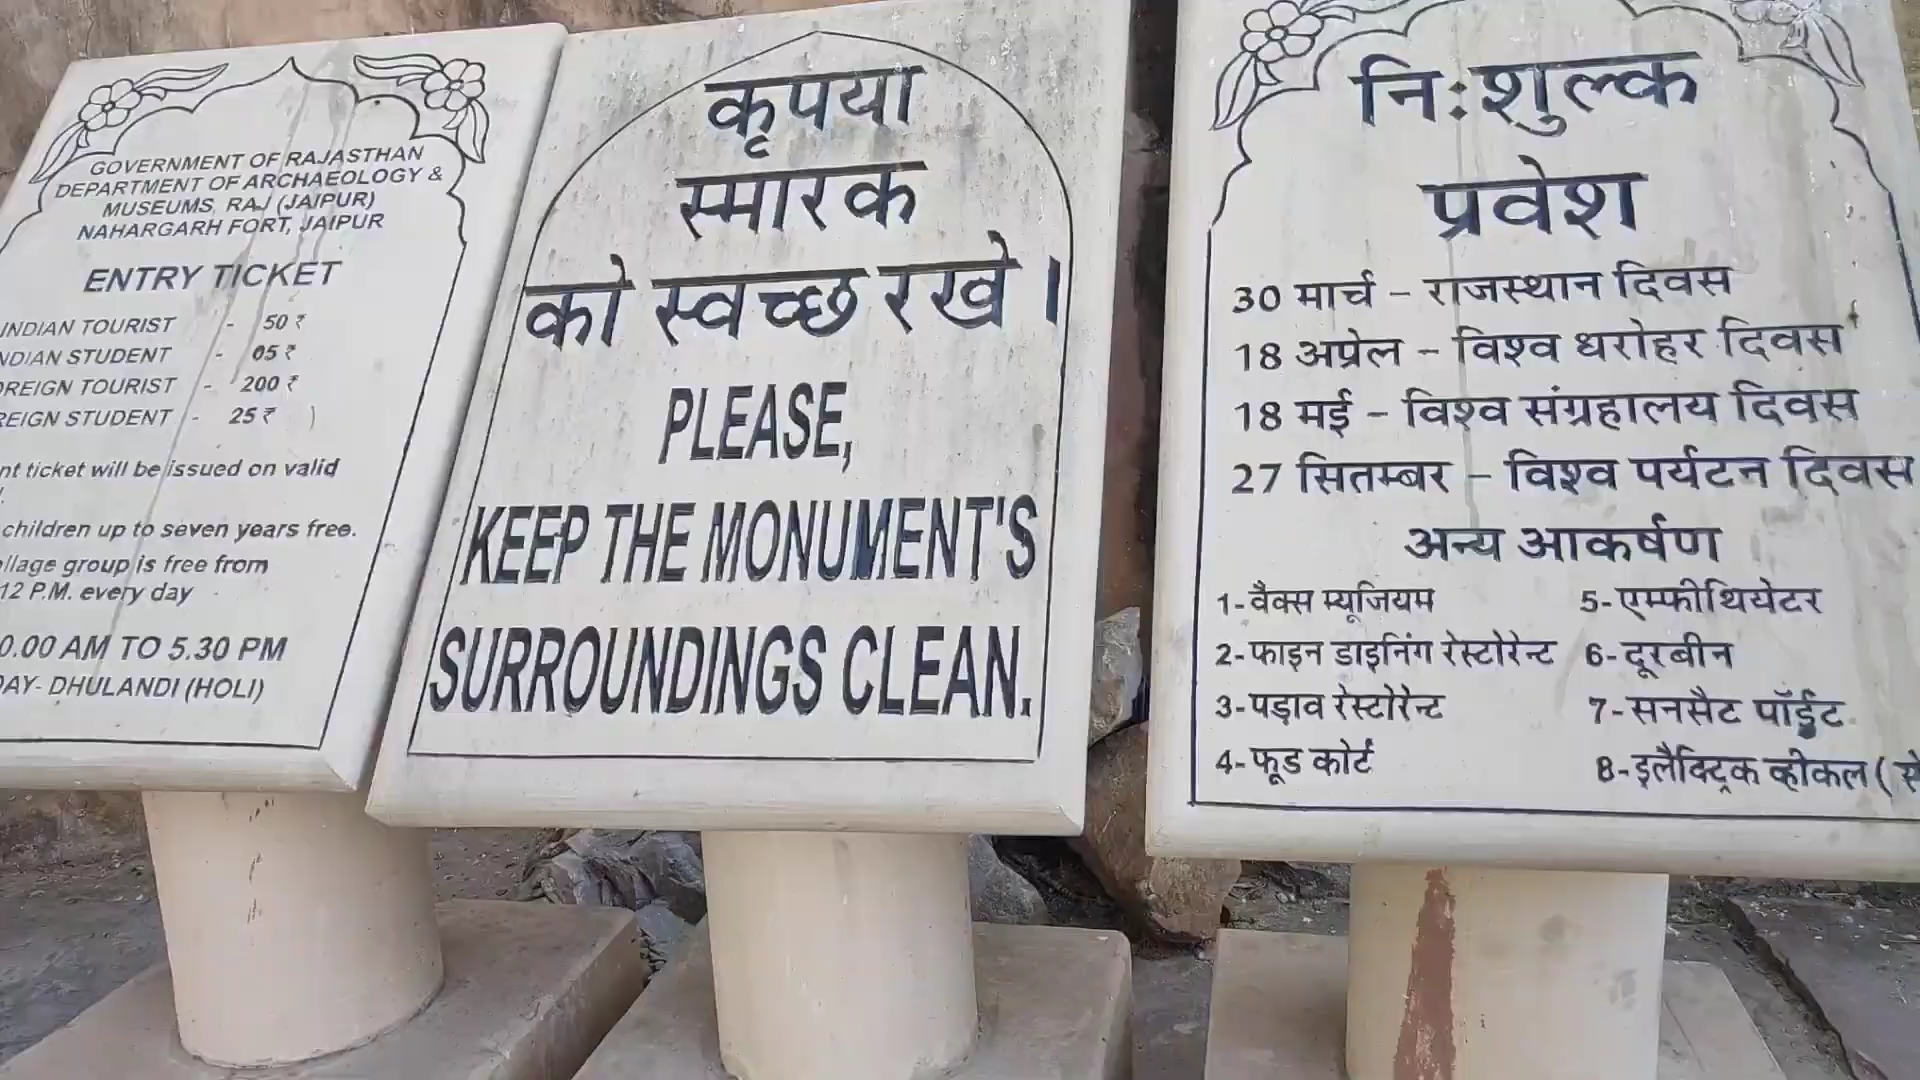 GOVERNMENT OF RAJASTHAN
DEPARTMENT OF ARCHAEOLOGY &
MUSEUMS, RAJ (JAIPUR)
NAHARGARH FORT, JAIPUR
ENTRY TICKET
INDIAN TOURIST - 50 ₹
NDIAN STUDENT - 05 ₹
OREIGN TOURIST - 200 ₹
REIGN STUDENT - 25 ₹ )
nt ticket will be issued on valid
children up to seven years free.
llage group is free from
12 P.M. every day
0.00 AM TO 5.30 PM
AY- DHULANDI (HOLI)
कृपया
स्मारक
को स्वच्छ रखे।
PLEASE,
KEEP THE MONUMENT'S
SURROUNDINGS CLEAN.
नि:शुल्क
प्रवेश
30 मार्च – राजस्थान दिवस
18 अप्रेल – विश्व धरोहर दिवस
18 मई – विश्व संग्रहालय दिवस
27 सितम्बर – विश्व पर्यटन दिवस
अन्य आकर्षण
1-वैक्स म्यूजियम
2-फाइन डाइनिंग रेस्टोरेन्ट
3-पड़ाव रेस्टोरेन्ट
4-फूड कोर्ट
5-एम्फीथियेटर
6-दूरबीन
7-सनसैट पॉईंट
8-इलैक्ट्रिक व्हीकल (